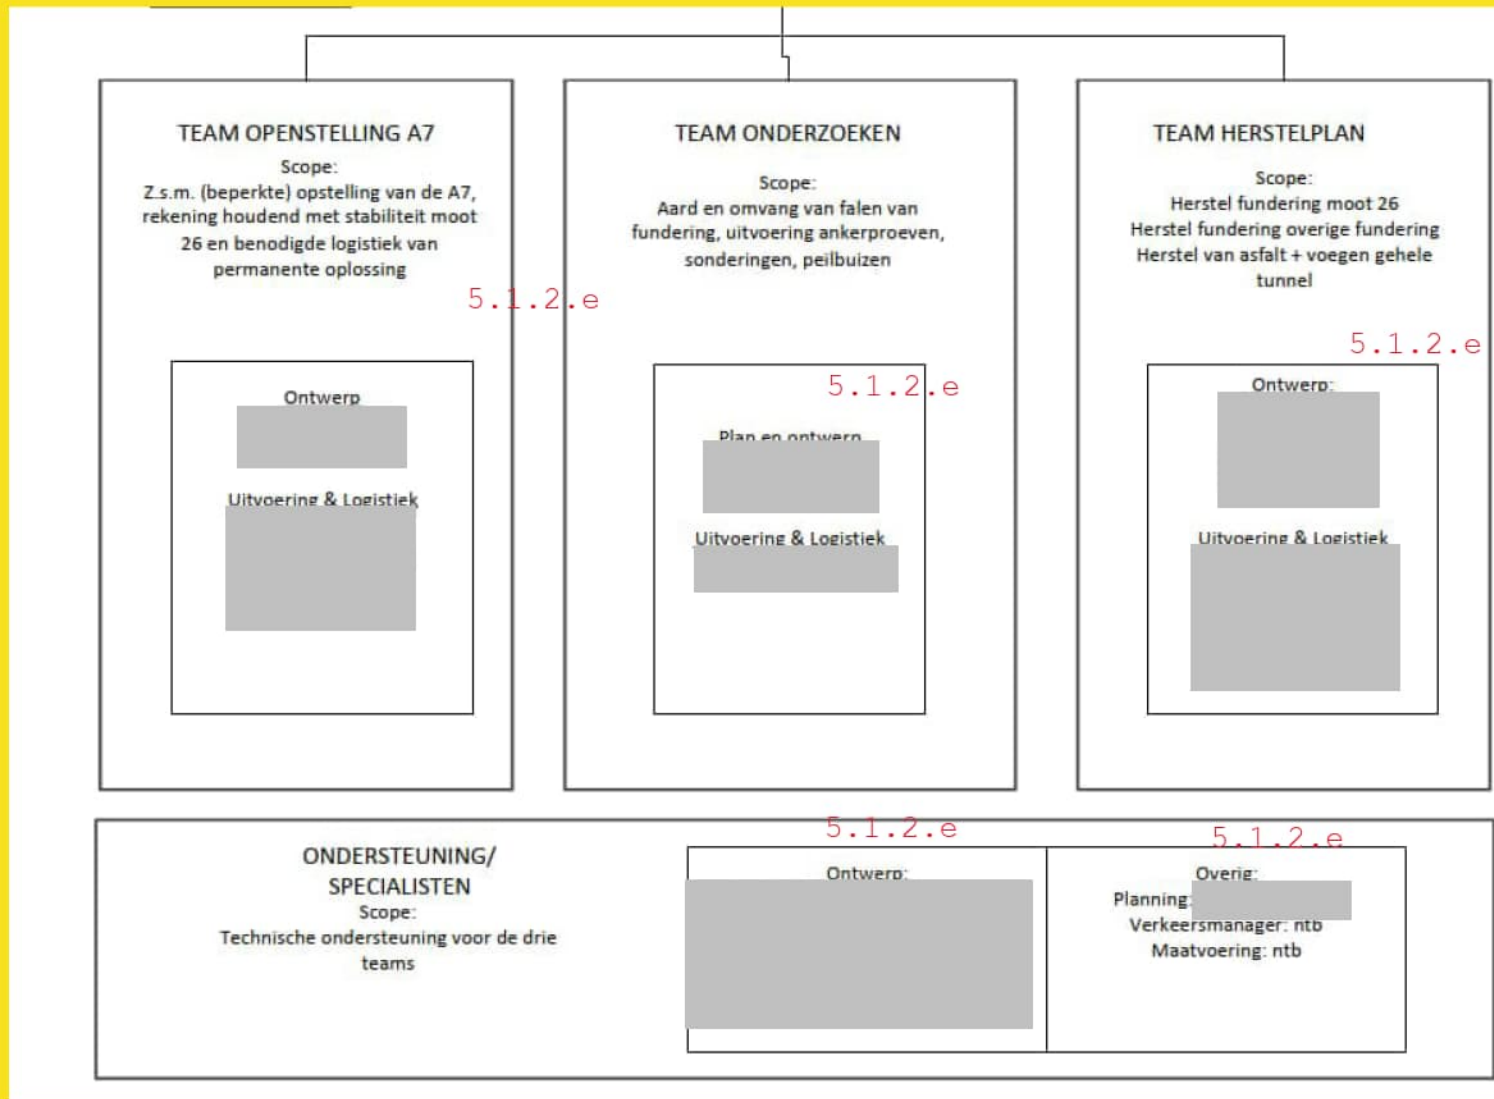 TEAM OPENSTELLING A7
Scope:
Z.s.m. (beperkte) opstelling van de A7,
rekening houdend met stabiliteit moot
26 en benodigde logistiek van
permanente oplossing
5.1.2.e
Ontwerp
Uitvoering & Logistiek
TEAM ONDERZOEKEN
Scope:
Aard en omvang van falen van
fundering, uitvoering ankerproeven,
sonderingen, peilbuizen
5.1.2.e
Plan en ontwerp
Uitvoering & Logistiek
TEAM HERSTELPLAN
Scope:
Herstel fundering moot 26
Herstel fundering overige fundering
Herstel van asfalt + voegen gehele
tunnel
5.1.2.e
Ontwerp:
Uitvoering & Logistiek
ONDERSTEUNING/
SPECIALISTEN
Scope:
Technische ondersteuning voor de drie
teams
5.1.2.e
Ontwerp:
5.1.2.e
Overig:
Planning:
Verkeersmanager: ntb
Maatvoering: ntb